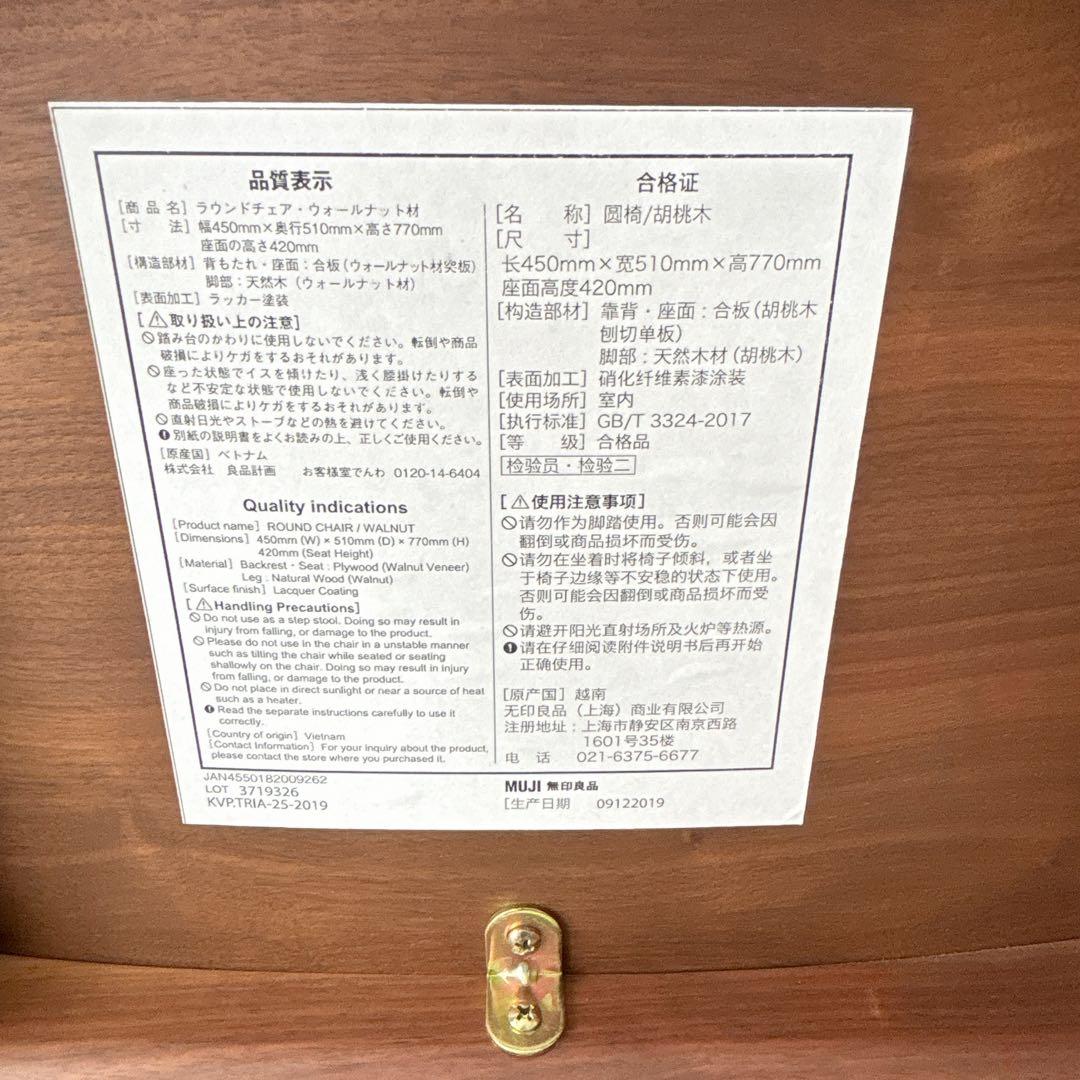 品質表示
[商品名] ラウンドチェア・ウォールナット材
[寸 法] 幅450mm×奥行510mm×高さ770mm
座面の高さ420mm
[構造部材] 背もたれ・座面：合板(ウォールナット材突板)
脚部：天然木（ウォールナット材）
[表面加工] ラッカー塗装
[⚠取り扱い上の注意]
🚫踏み台のかわりに使用しないでください。転倒や商品
破損によりケガをするおそれがあります。
🚫座った状態でイスを傾けたり、浅く腰掛けたりする
など不安定な状態で使用しないでください。転倒や
商品破損によりケガをするおそれがあります。
🚫直射日光やストーブなどの熱を避けてください。
❗別紙の説明書をよくお読みの上、正しくご使用ください。
[原産国] ベトナム
株式会社 良品計画 お客様室でんわ 0120-14-6404
Quality indications
[Product name] ROUND CHAIR / WALNUT
[Dimensions] 450mm (W) × 510mm (D) × 770mm (H)
420mm (Seat Height)
[Material] Backrest・Seat : Plywood (Walnut Veneer)
Leg : Natural Wood (Walnut)
[Surface finish] Lacquer Coating
[⚠Handling Precautions]
🚫Do not use as a step stool. Doing so may result in
injury from falling, or damage to the product.
🚫Please do not use in the chair in a unstable manner
such as tilting the chair while seated or seating
shallowly on the chair. Doing so may result in injury
from falling, or damage to the product.
🚫Do not place in direct sunlight or near a source of heat
such as a heater.
❗Read the separate instructions carefully to use it
correctly.
[Country of origin] Vietnam
[Contact Information] For your inquiry about the product,
please contact the store where you purchased it.
合格证
[名 称] 圆椅/胡桃木
[尺 寸]
长450mm×宽510mm×高770mm
座面高度420mm
[构造部材] 靠背・座面：合板(胡桃木
刨切单板)
脚部：天然木材(胡桃木)
[表面加工] 硝化纤维素漆涂装
[使用场所] 室内
[执行标准] GB/T 3324-2017
[等 级] 合格品
检验员・检验二
[⚠使用注意事项]
🚫请勿作为脚踏使用。否则可能会因
翻倒或商品损坏而受伤。
🚫请勿在坐着时将椅子倾斜，或者坐
于椅子边缘等不安稳的状态下使用。
否则可能会因翻倒或商品损坏而受
伤。
🚫请避开阳光直射场所及火炉等热源。
❗请在仔细阅读附件说明书后再开始
正确使用。
[原产国] 越南
无印良品（上海）商业有限公司
注册地址：上海市静安区南京西路
1601号35楼
电 话 021-6375-6677
JAN4550182009262
LOT 3719326
KVP.TRIA-25-2019
MUJI 無印良品
[生产日期 09122019